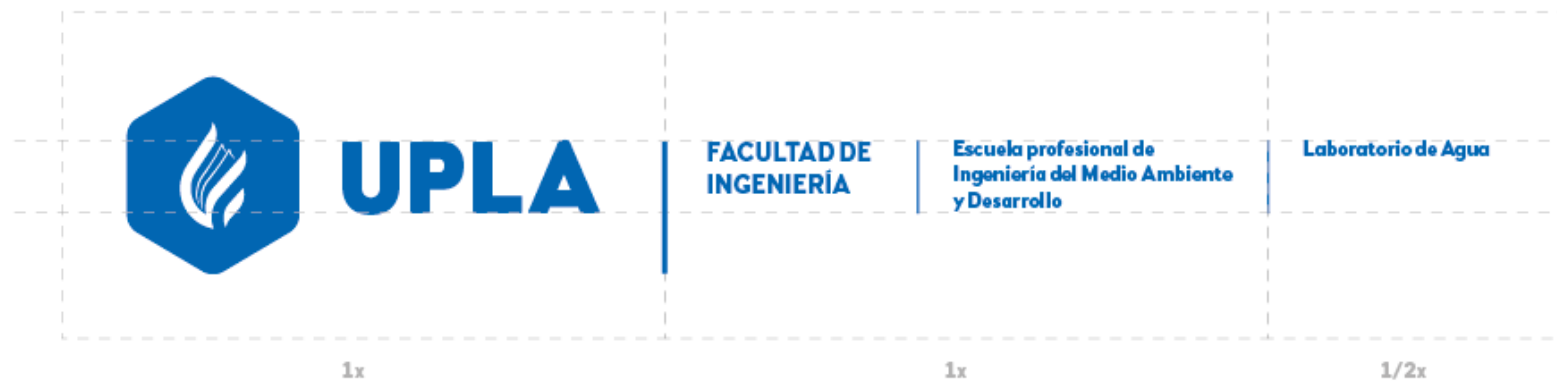 UPLA
FACULTAD DE
INGENIERÍA
Escuela profesional de
Ingeniería del Medio Ambiente
y Desarrollo
Laboratorio de Agua
1x
1x
1/2x